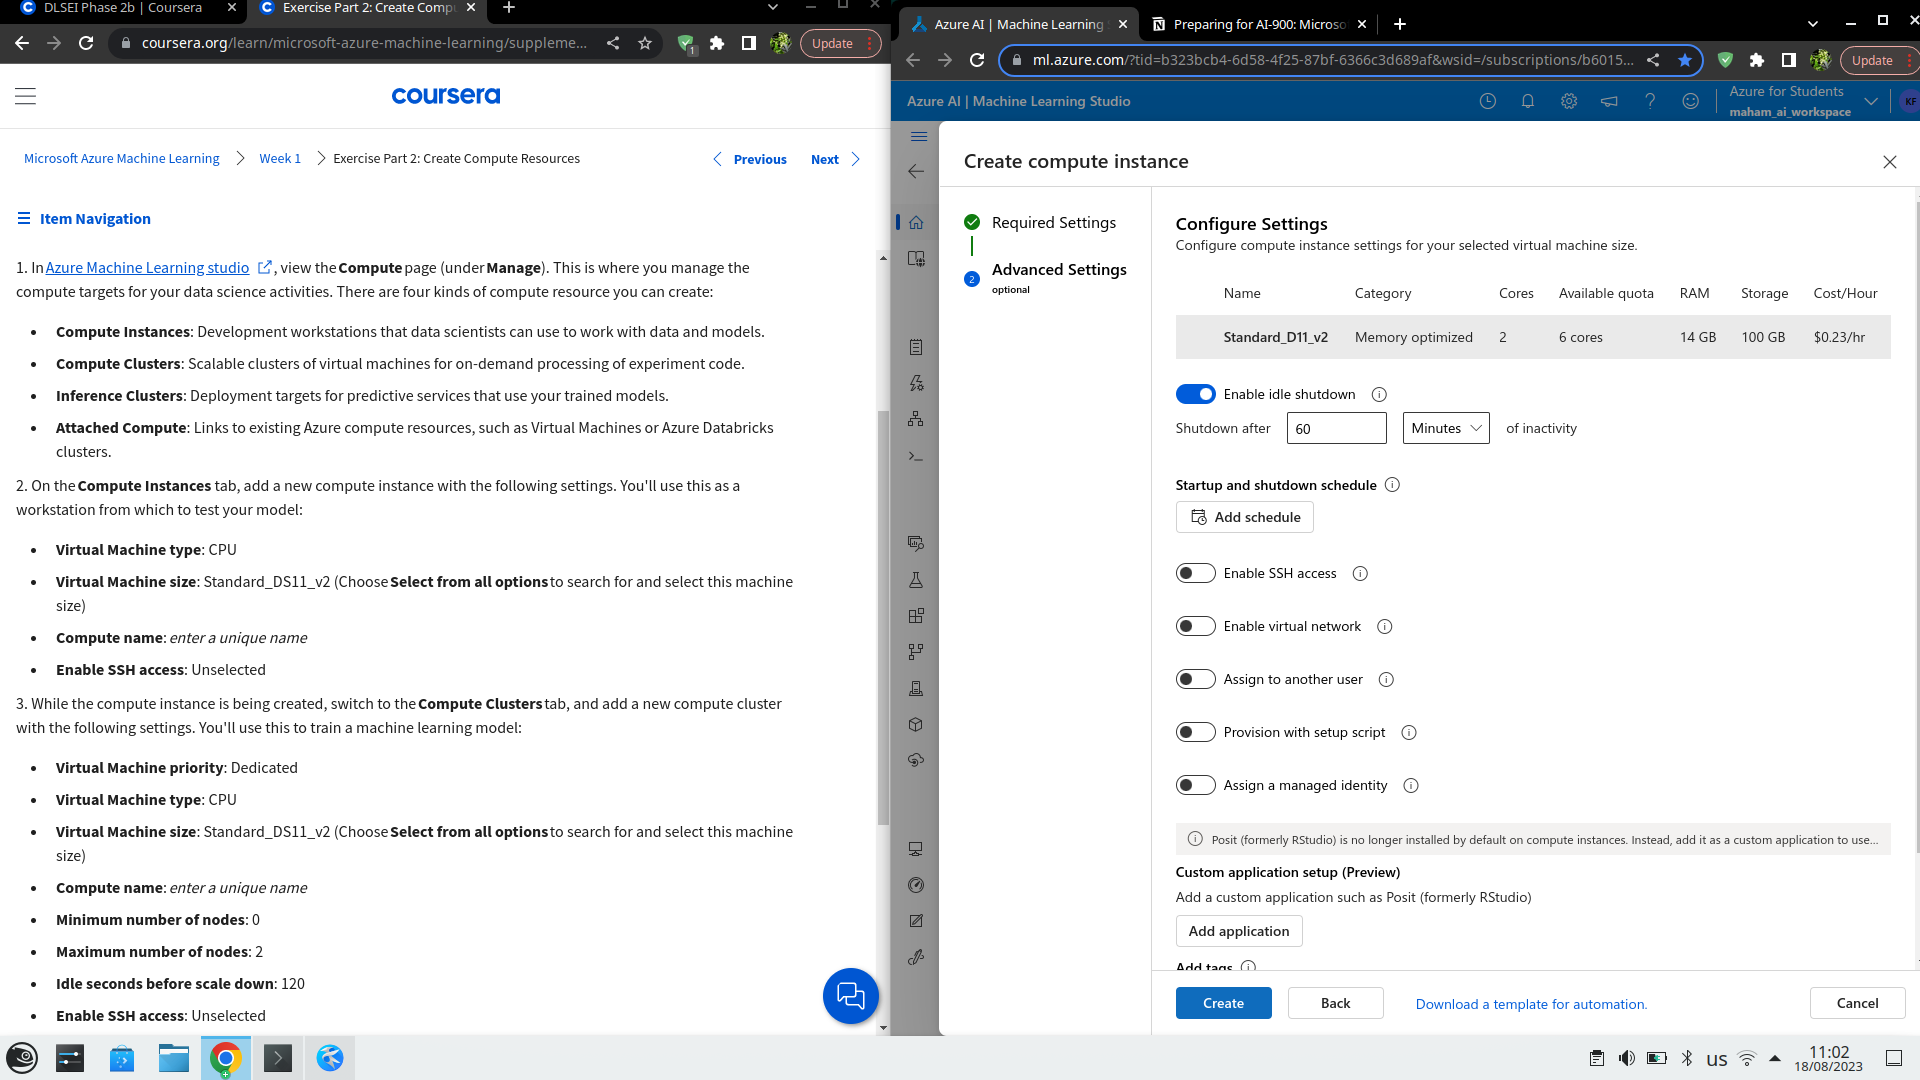 DLSEI Phase 2b | Coursera
Exercise Part 2: Create Compu
coursera.org/learn/microsoft-azure-machine-learning/suppleme...
1
Update
coursera
Microsoft Azure Machine Learning
Week 1
Exercise Part 2: Create Compute Resources
Previous
Next
Item Navigation
1. In Azure Machine Learning studio , view the Compute page (under Manage). This is where you manage the
compute targets for your data science activities. There are four kinds of compute resource you can create:
• Compute Instances: Development workstations that data scientists can use to work with data and models.
• Compute Clusters: Scalable clusters of virtual machines for on-demand processing of experiment code.
• Inference Clusters: Deployment targets for predictive services that use your trained models.
• Attached Compute: Links to existing Azure compute resources, such as Virtual Machines or Azure Databricks
clusters.
2. On the Compute Instances tab, add a new compute instance with the following settings. You'll use this as a
workstation from which to test your model:
• Virtual Machine type: CPU
• Virtual Machine size: Standard_DS11_v2 (Choose Select from all options to search for and select this machine
size)
• Compute name: enter a unique name
• Enable SSH access: Unselected
3. While the compute instance is being created, switch to the Compute Clusters tab, and add a new compute cluster
with the following settings. You'll use this to train a machine learning model:
• Virtual Machine priority: Dedicated
• Virtual Machine type: CPU
• Virtual Machine size: Standard_DS11_v2 (Choose Select from all options to search for and select this machine
size)
• Compute name: enter a unique name
• Minimum number of nodes: 0
• Maximum number of nodes: 2
• Idle seconds before scale down: 120
• Enable SSH access: Unselected
Azure AI | Machine Learning
Preparing for AI-900: Microso
ml.azure.com/?tid=b323bcb4-6d58-4f25-87bf-6366c3d689af&wsid=/subscriptions/b6015...
Update
Azure AI | Machine Learning Studio
Azure for Students
maham_ai_workspace
KF
Create compute instance
Required Settings
2
Advanced Settings
optional
Configure Settings
Configure compute instance settings for your selected virtual machine size.
Name Category Cores Available quota RAM Storage Cost/Hour
Standard_D11_v2 Memory optimized 2 6 cores 14 GB 100 GB $0.23/hr
Enable idle shutdown
Shutdown after 60 Minutes of inactivity
Startup and shutdown schedule
Add schedule
Enable SSH access
Enable virtual network
Assign to another user
Provision with setup script
Assign a managed identity
Posit (formerly RStudio) is no longer installed by default on compute instances. Instead, add it as a custom application to use...
Custom application setup (Preview)
Add a custom application such as Posit (formerly RStudio)
Add application
Add tags
Create
Back
Download a template for automation.
Cancel
us
11:02
18/08/2023